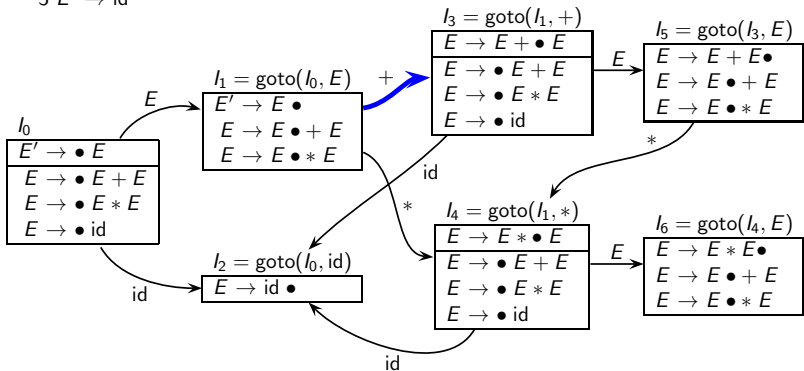 3 E → id
I₀
E′ → • E
E → • E + E
E → • E ∗ E
E → • id
E
id
I₁ = goto(I₀, E)
E′ → E •
E → E • + E
E → E • ∗ E
+
∗
I₂ = goto(I₀, id)
E → id •
I₃ = goto(I₁, +)
E → E + • E
E → • E + E
E → • E ∗ E
E → • id
id
E
I₄ = goto(I₁, ∗)
E → E ∗ • E
E → • E + E
E → • E ∗ E
E → • id
id
E
I₅ = goto(I₃, E)
E → E + E•
E → E • + E
E → E • ∗ E
∗
I₆ = goto(I₄, E)
E → E ∗ E•
E → E • + E
E → E • ∗ E